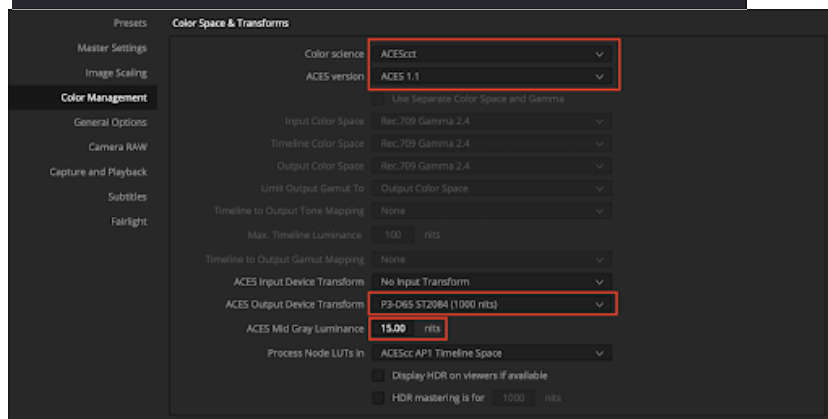 Presets
Master Settings
Image Scaling
Color Management
General Options
Camera RAW
Capture and Playback
Subtitles
Fairlight
Color Space & Transforms
Color science ACEScct
ACES version ACES 1.1
Use Separate Color Space and Gamma
Input Color Space Rec.709 Gamma 2.4
Timeline Color Space Rec.709 Gamma 2.4
Output Color Space Rec.709 Gamma 2.4
Limit Output Gamut To Output Color Space
Timeline to Output Tone Mapping None
Max. Timeline Luminance 100 nits
Timeline to Output Gamut Mapping None
ACES Input Device Transform No Input Transform
ACES Output Device Transform P3-D65 ST2084 (1000 nits)
ACES Mid Gray Luminance 15.00 nits
Process Node LUTs in ACEScc AP1 Timeline Space
Display HDR on viewers if available
HDR mastering is for 1000 nits